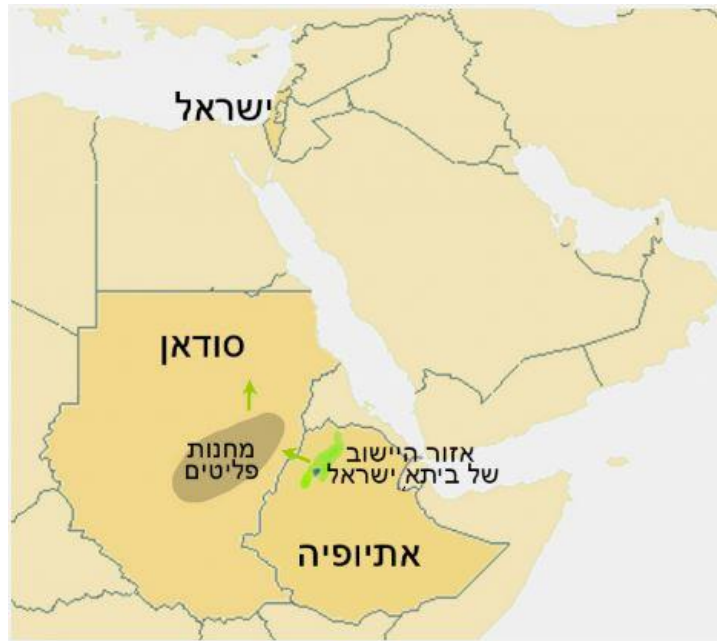 ישראל
סודאן
מחנות
פליטים
אזור היישוב
של ביתא ישראל
אתיופיה